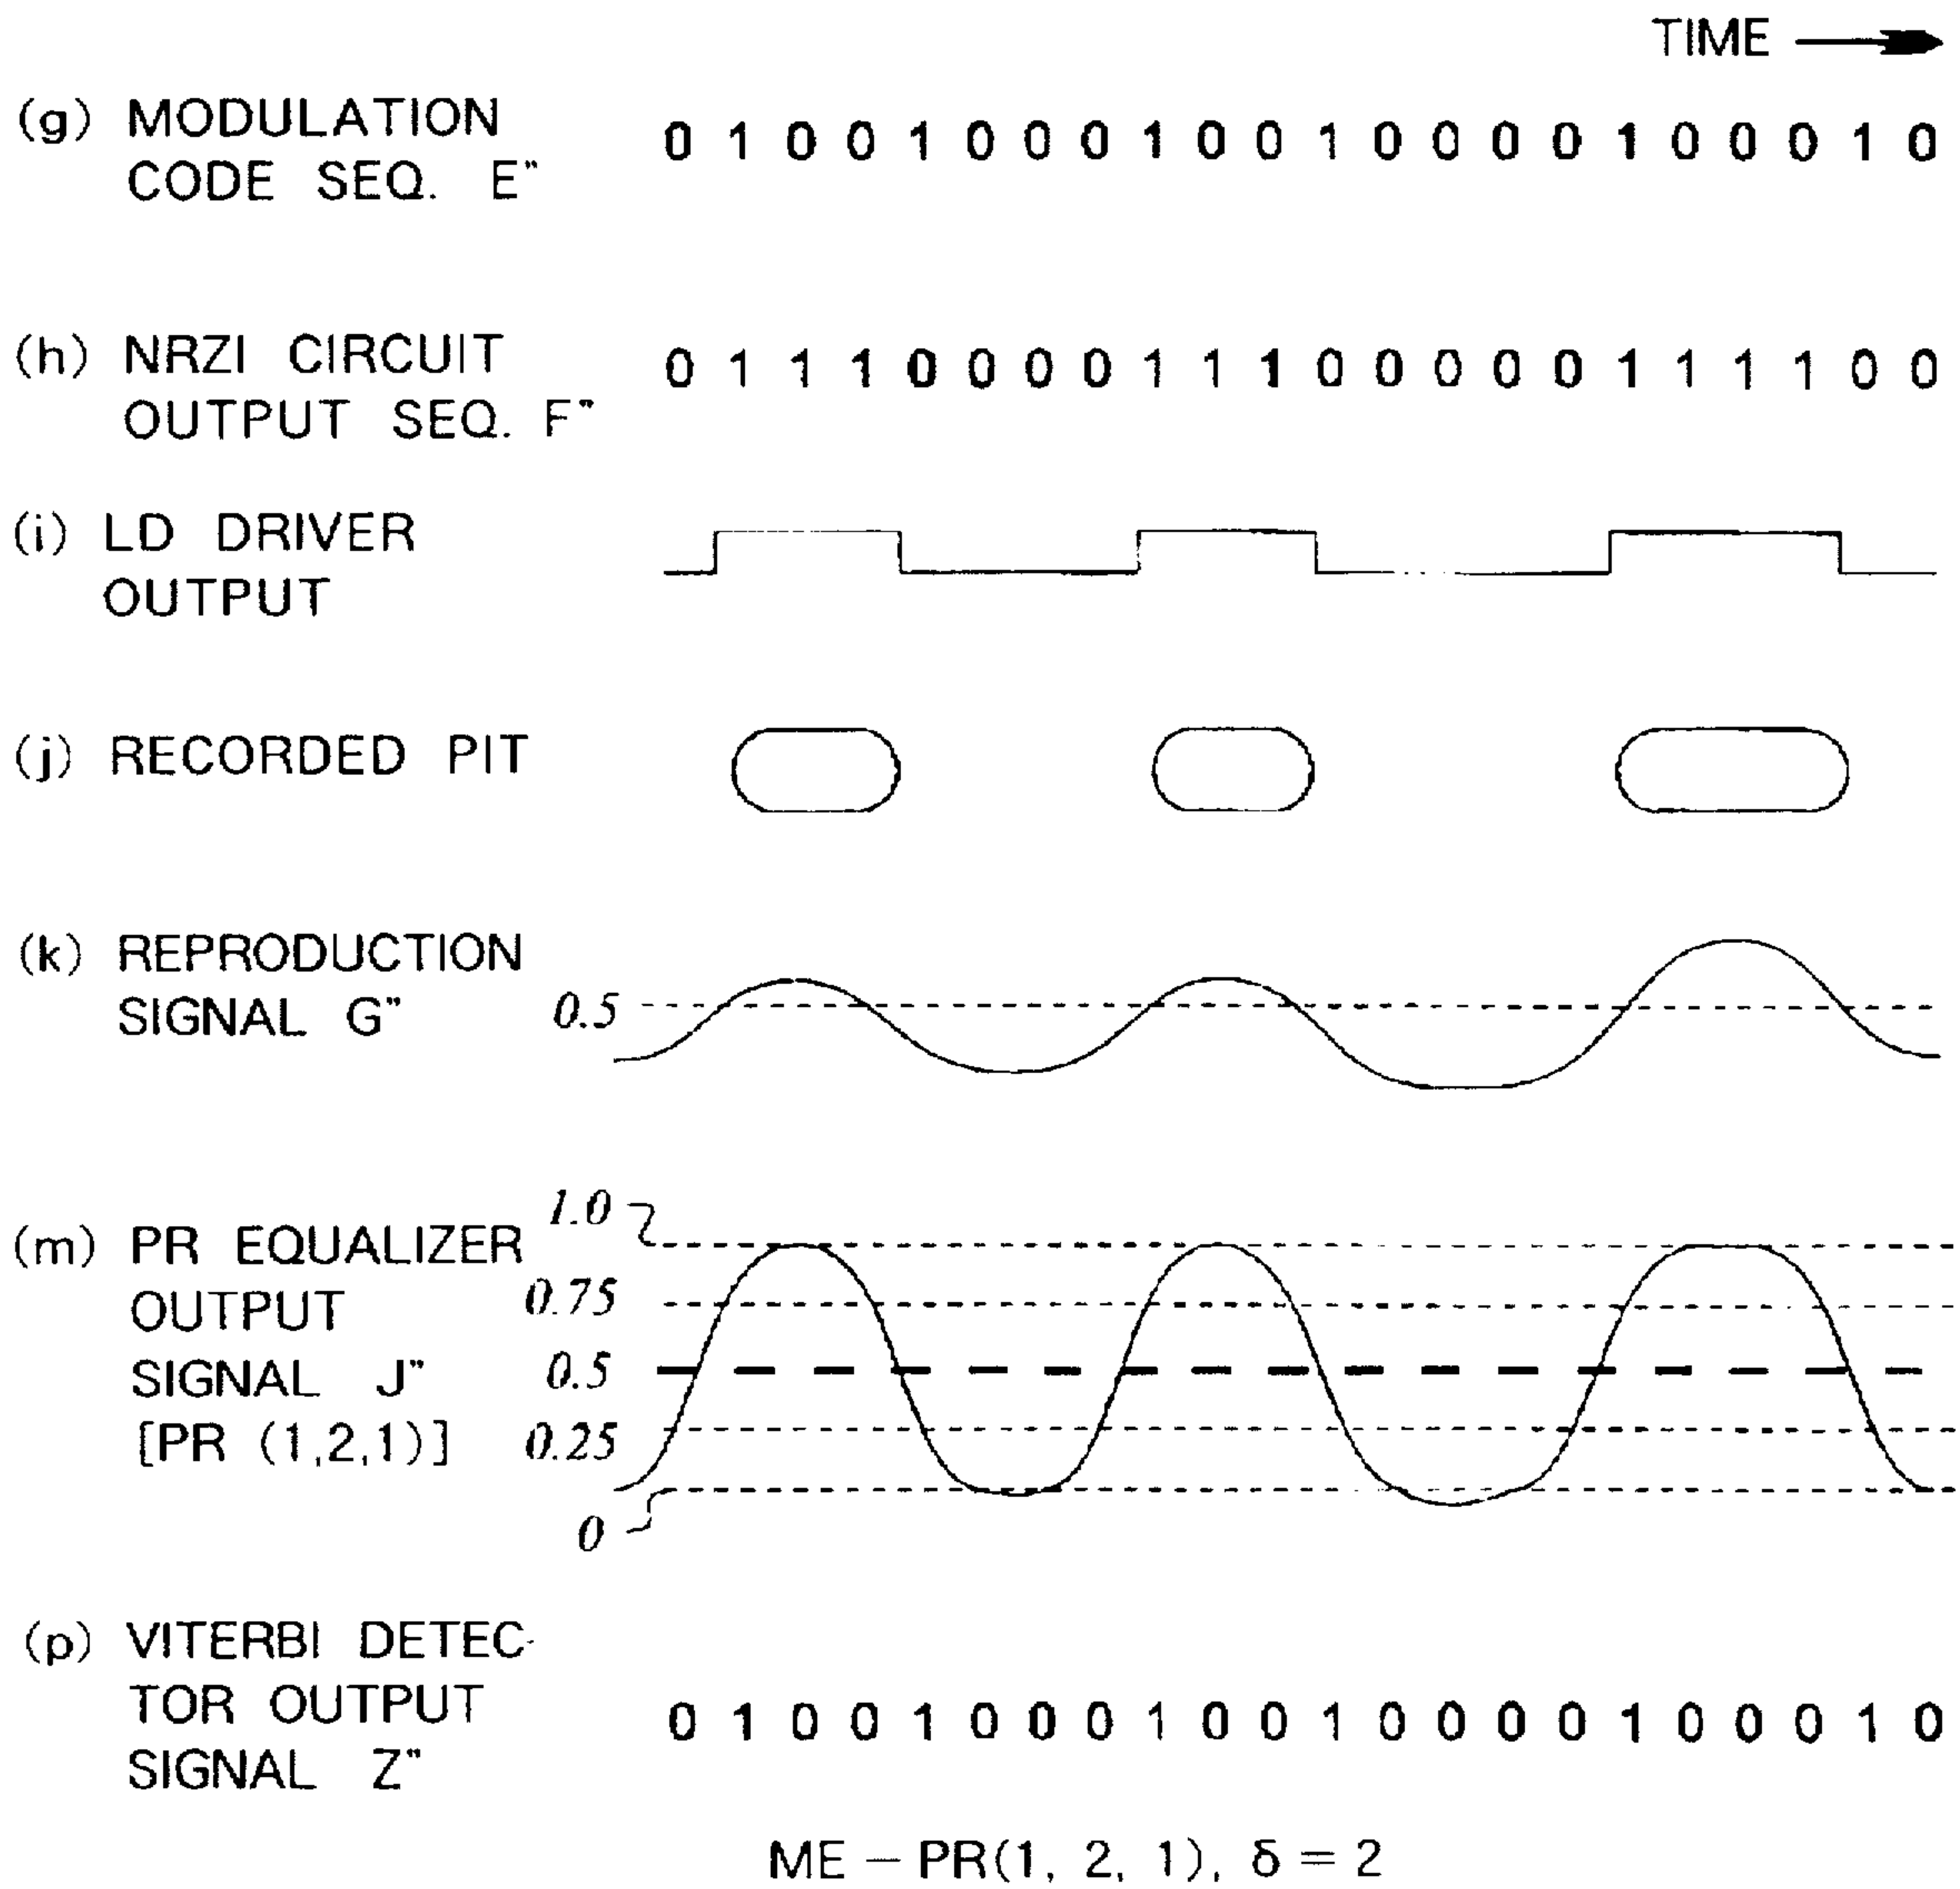 TIME
(g) MODULATION
CODE SEQ. E"
0 1 0 0 1 0 0 0 1 0 0 1 0 0 0 0 1 0 0 0 1 0
(h) NRZI CIRCUIT
OUTPUT SEQ. F"
0 1 1 1 0 0 0 0 1 1 1 0 0 0 0 0 1 1 1 1 0 0
(i) LD DRIVER
OUTPUT
(j) RECORDED PIT
(k) REPRODUCTION
SIGNAL G"
0.5
(m) PR EQUALIZER
OUTPUT
SIGNAL J"
[PR (1,2,1)]
1.0
0.75
0.5
0.25
0
(p) VITERBI DETEC-
TOR OUTPUT
SIGNAL Z"
0 1 0 0 1 0 0 0 1 0 0 1 0 0 0 0 1 0 0 0 1 0
ME – PR(1, 2, 1), δ = 2